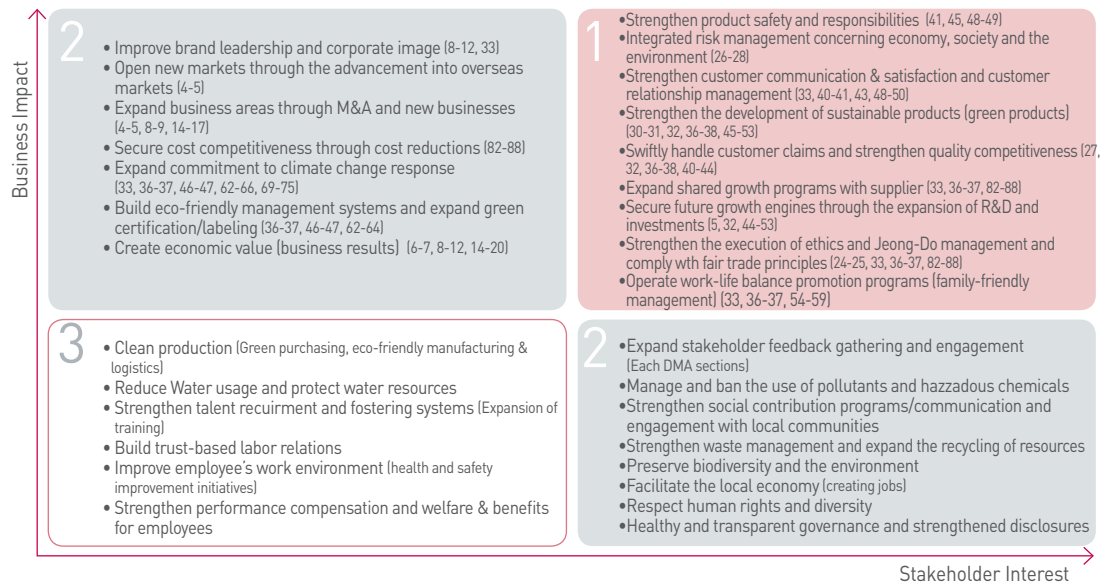 Business Impact
2
• Improve brand leadership and corporate image (8-12, 33)
• Open new markets through the advancement into overseas
markets (4-5)
• Expand business areas through M&A and new businesses
(4-5, 8-9, 14-17)
• Secure cost competitiveness through cost reductions (82-88)
• Expand commitment to climate change response
(33, 36-37, 46-47, 62-66, 69-75)
• Build eco-friendly management systems and expand green
certification/labeling (36-37, 46-47, 62-64)
• Create economic value (business results) (6-7, 8-12, 14-20)
1
•Strengthen product safety and responsibilities (41, 45, 48-49)
•Integrated risk management concerning economy, society and the
environment (26-28)
•Strengthen customer communication & satisfaction and customer
relationship management (33, 40-41, 43, 48-50)
•Strengthen the development of sustainable products (green products)
(30-31, 32, 36-38, 45-53)
•Swiftly handle customer claims and strengthen quality competitiveness (27,
32, 36-38, 40-44)
•Expand shared growth programs with supplier (33, 36-37, 82-88)
•Secure future growth engines through the expansion of R&D and
investments (5, 32, 44-53)
•Strengthen the execution of ethics and Jeong-Do management and
comply wth fair trade principles (24-25, 33, 36-37, 82-88)
•Operate work-life balance promotion programs (family-friendly
management) (33, 36-37, 54-59)
3
• Clean production (Green purchasing, eco-friendly manufacturing &
logistics)
• Reduce Water usage and protect water resources
• Strengthen talent recuirment and fostering systems (Expansion of
training)
• Build trust-based labor relations
• Improve employee's work environment (health and safety
improvement initiatives)
• Strengthen performance compensation and welfare & benefits
for employees
2
•Expand stakeholder feedback gathering and engagement
(Each DMA sections)
•Manage and ban the use of pollutants and hazzadous chemicals
•Strengthen social contribution programs/communication and
engagement with local communities
•Strengthen waste management and expand the recycling of resources
•Preserve biodiversity and the environment
•Facilitate the local economy (creating jobs)
•Respect human rights and diversity
•Healthy and transparent governance and strengthened disclosures
Stakeholder Interest